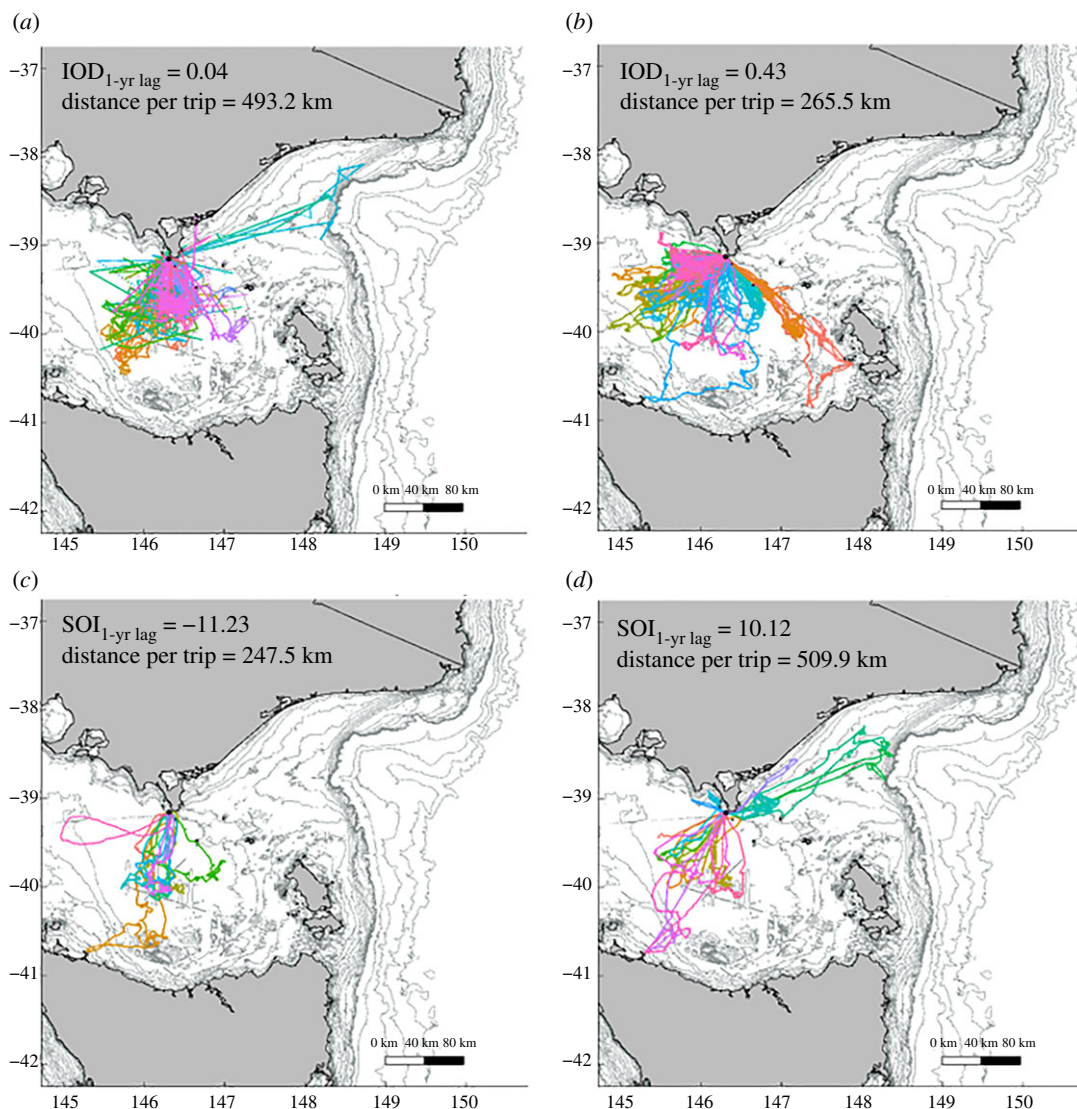 (a)
IOD1-yr lag = 0.04
distance per trip = 493.2 km
−37
−38
−39
−40
−41
−42
0 km 40 km 80 km
145 146 147 148 149 150
(b)
IOD1-yr lag = 0.43
distance per trip = 265.5 km
−37
−38
−39
−40
−41
−42
0 km 40 km 80 km
145 146 147 148 149 150
(c)
SOI1-yr lag = −11.23
distance per trip = 247.5 km
−37
−38
−39
−40
−41
−42
0 km 40 km 80 km
145 146 147 148 149 150
(d)
SOI1-yr lag = 10.12
distance per trip = 509.9 km
−37
−38
−39
−40
−41
−42
0 km 40 km 80 km
145 146 147 148 149 150